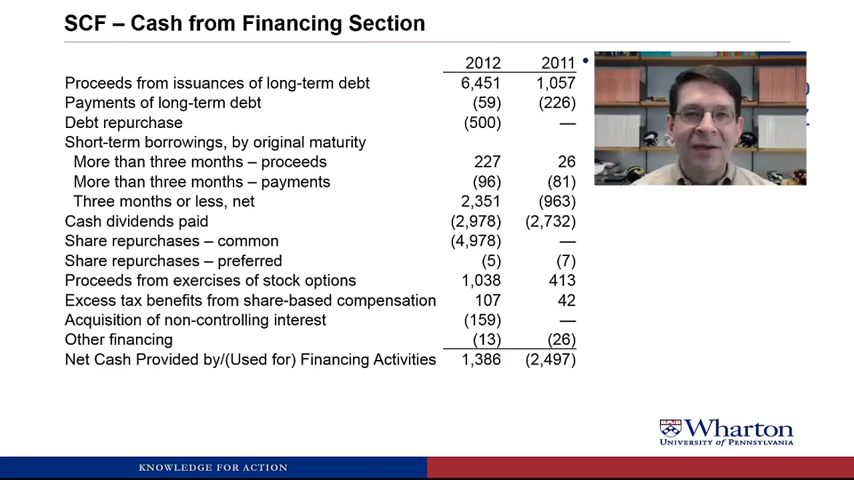 SCF – Cash from Financing Section
2012 2011
Proceeds from issuances of long-term debt 6,451 1,057
Payments of long-term debt (59) (226)
Debt repurchase (500) —
Short-term borrowings, by original maturity
More than three months – proceeds 227 26
More than three months – payments (96) (81)
Three months or less, net 2,351 (963)
Cash dividends paid (2,978) (2,732)
Share repurchases – common (4,978) —
Share repurchases – preferred (5) (7)
Proceeds from exercises of stock options 1,038 413
Excess tax benefits from share-based compensation 107 42
Acquisition of non-controlling interest (159) —
Other financing (13) (26)
Net Cash Provided by/(Used for) Financing Activities 1,386 (2,497)
Wharton
UNIVERSITY of PENNSYLVANIA
KNOWLEDGE FOR ACTION